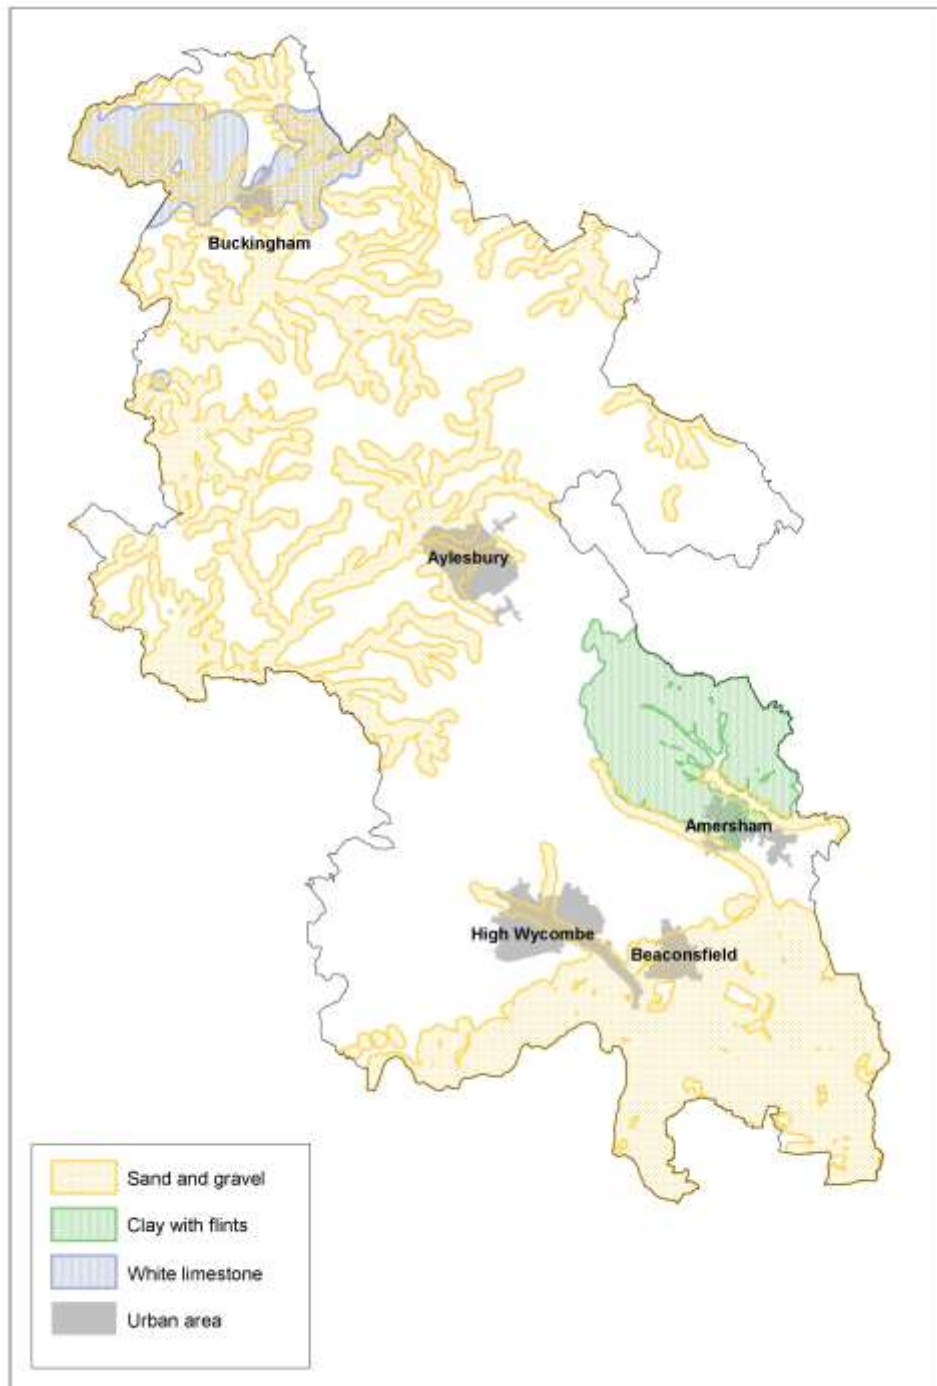 Buckingham
Aylesbury
Amersham
High Wycombe
Beaconsfield
Sand and gravel
Clay with flints
White limestone
Urban area